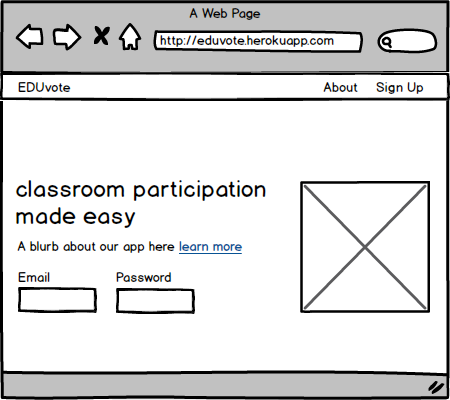 A Web Page
http://eduvote.herokuapp.com
EDUvote About Sign Up
classroom participation
made easy
A blurb about our app here learn more
Email Password